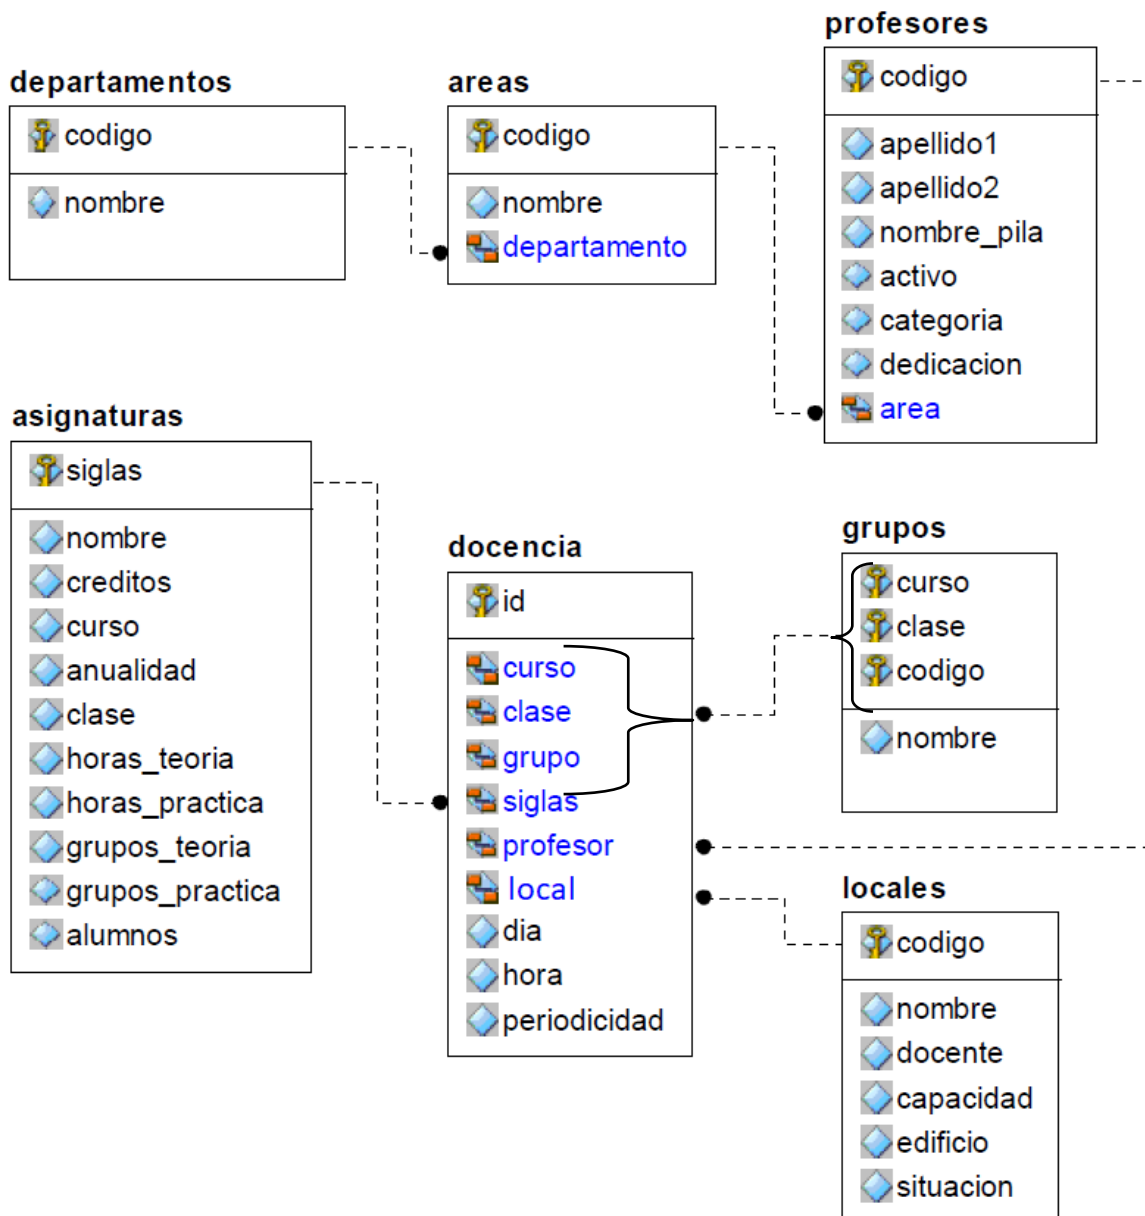 departamentos
codigo
nombre
areas
codigo
nombre
departamento
profesores
codigo
apellido1
apellido2
nombre_pila
activo
categoria
dedicacion
area
asignaturas
siglas
nombre
creditos
curso
anualidad
clase
horas_teoria
horas_practica
grupos_teoria
grupos_practica
alumnos
docencia
id
curso
clase
grupo
siglas
profesor
local
dia
hora
periodicidad
grupos
curso
clase
codigo
nombre
locales
codigo
nombre
docente
capacidad
edificio
situacion